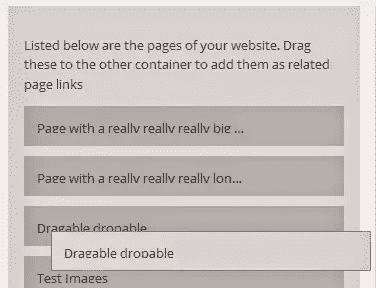 Listed below are the pages of your website. Drag
these to the other container to add them as related
page links
Page with a really really really big ...
Page with a really really really lon...
Dragable dropable
Dragable dropable
Test Images